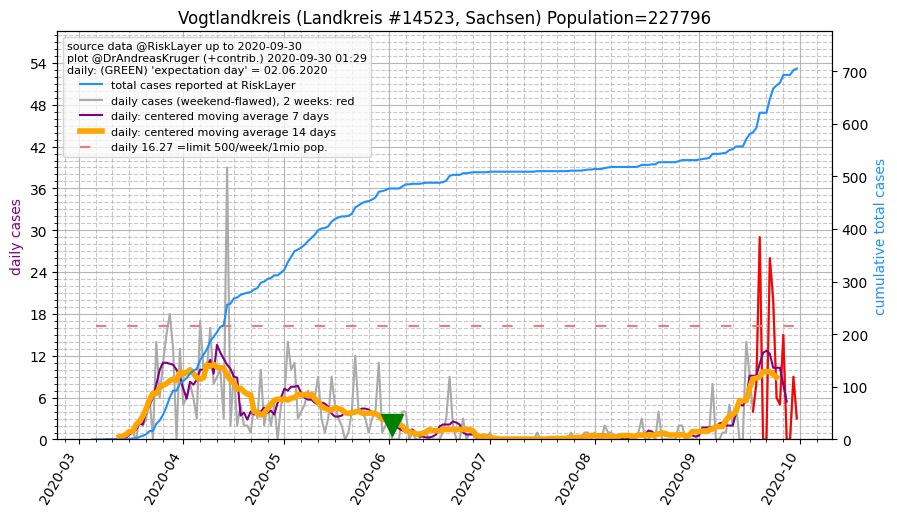 Vogtlandkreis (Landkreis #14523, Sachsen) Population=227796
source data @RiskLayer up to 2020-09-30
plot @DrAndreasKruger (+contrib.) 2020-09-30 01:29
daily: (GREEN) 'expectation day' = 02.06.2020
total cases reported at RiskLayer
daily cases (weekend-flawed), 2 weeks: red
daily: centered moving average 7 days
daily: centered moving average 14 days
daily 16.27 =limit 500/week/1mio pop.
daily cases
54
48
42
36
30
24
18
12
6
0
700
600
500
400
300
200
100
0
cumulative total cases
2020-03
2020-04
2020-05
2020-06
2020-07
2020-08
2020-09
2020-10